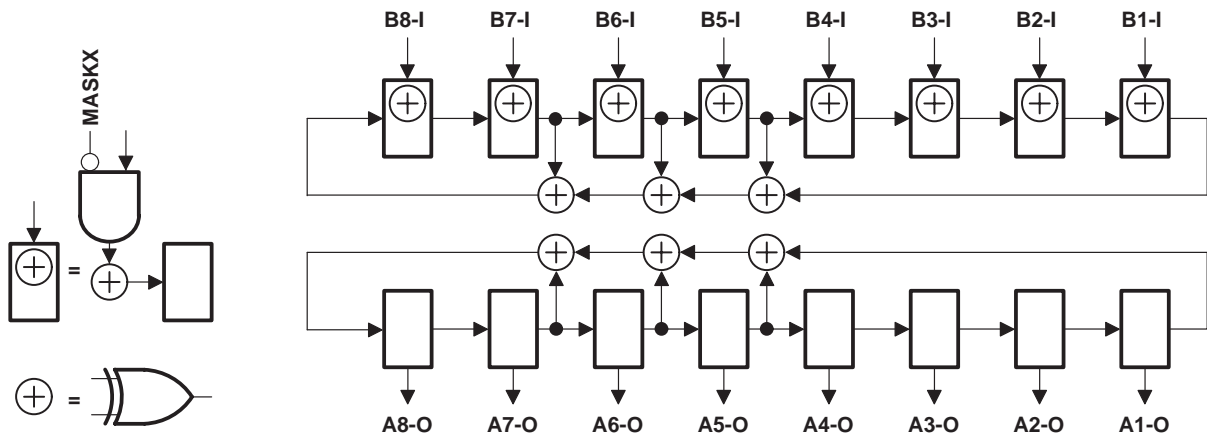 B8-I B7-I B6-I B5-I B4-I B3-I B2-I B1-I
MASKX
=
=
A8-O A7-O A6-O A5-O A4-O A3-O A2-O A1-O